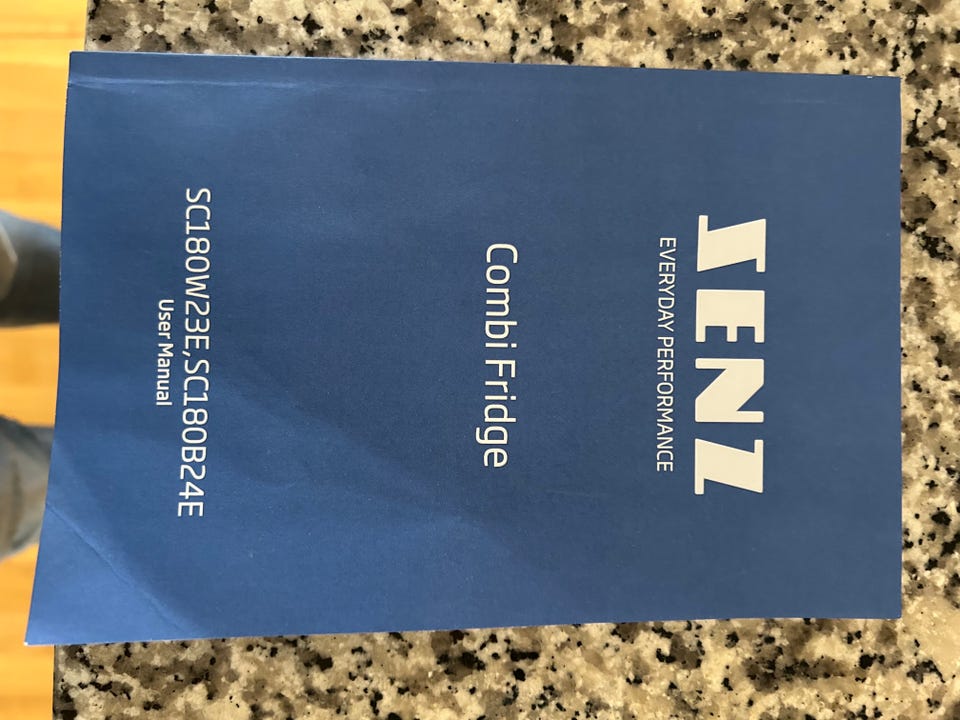 SENZ
EVERYDAY PERFORMANCE
Combi Fridge
SC180W23E,SC180B24E
User Manual